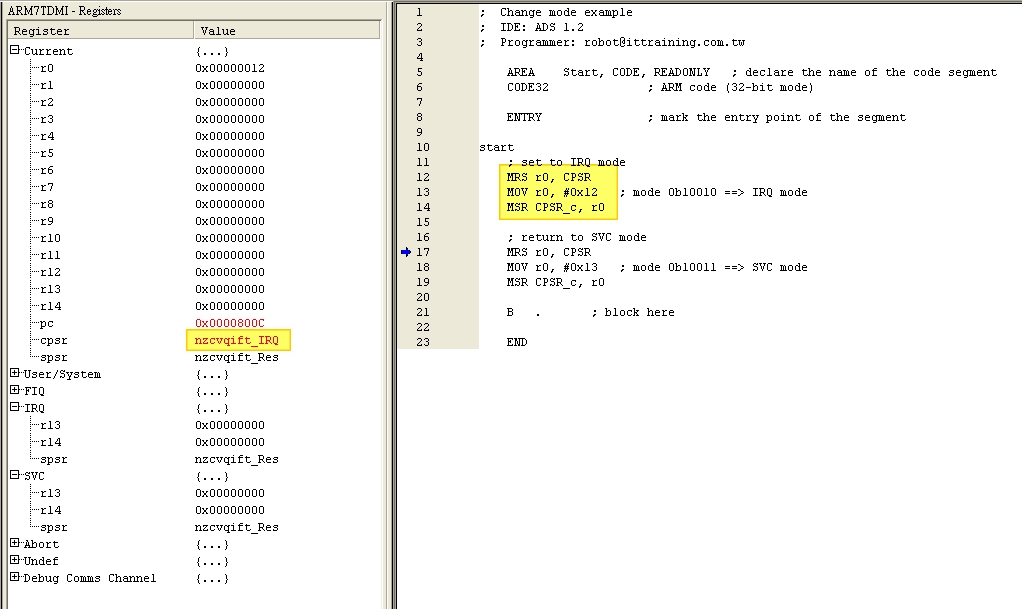 ARM7TDMI - Registers
Register Value
Current {...}
r0 0x00000012
r1 0x00000000
r2 0x00000000
r3 0x00000000
r4 0x00000000
r5 0x00000000
r6 0x00000000
r7 0x00000000
r8 0x00000000
r9 0x00000000
r10 0x00000000
r11 0x00000000
r12 0x00000000
r13 0x00000000
r14 0x00000000
pc 0x0000800C
cpsr nzcvqift_IRQ
spsr nzcvqift_Res
User/System {...}
FIQ {...}
IRQ {...}
r13 0x00000000
r14 0x00000000
spsr nzcvqift_Res
SVC {...}
r13 0x00000000
r14 0x00000000
spsr nzcvqift_Res
Abort {...}
Undef {...}
Debug Comms Channel {...}
1 ; Change mode example
2 ; IDE: ADS 1.2
3 ; Programmer: robot@ittraining.com.tw
4
5 AREA Start, CODE, READONLY ; declare the name of the code segment
6 CODE32 ; ARM code (32-bit mode)
7
8 ENTRY ; mark the entry point of the segment
9
10 start
11 ; set to IRQ mode
12 MRS r0, CPSR
13 MOV r0, #0x12 ; mode 0b10010 ==> IRQ mode
14 MSR CPSR_c, r0
15
16 ; return to SVC mode
17 MRS r0, CPSR
18 MOV r0, #0x13 ; mode 0b10011 ==> SVC mode
19 MSR CPSR_c, r0
20
21 B . ; block here
22
23 END